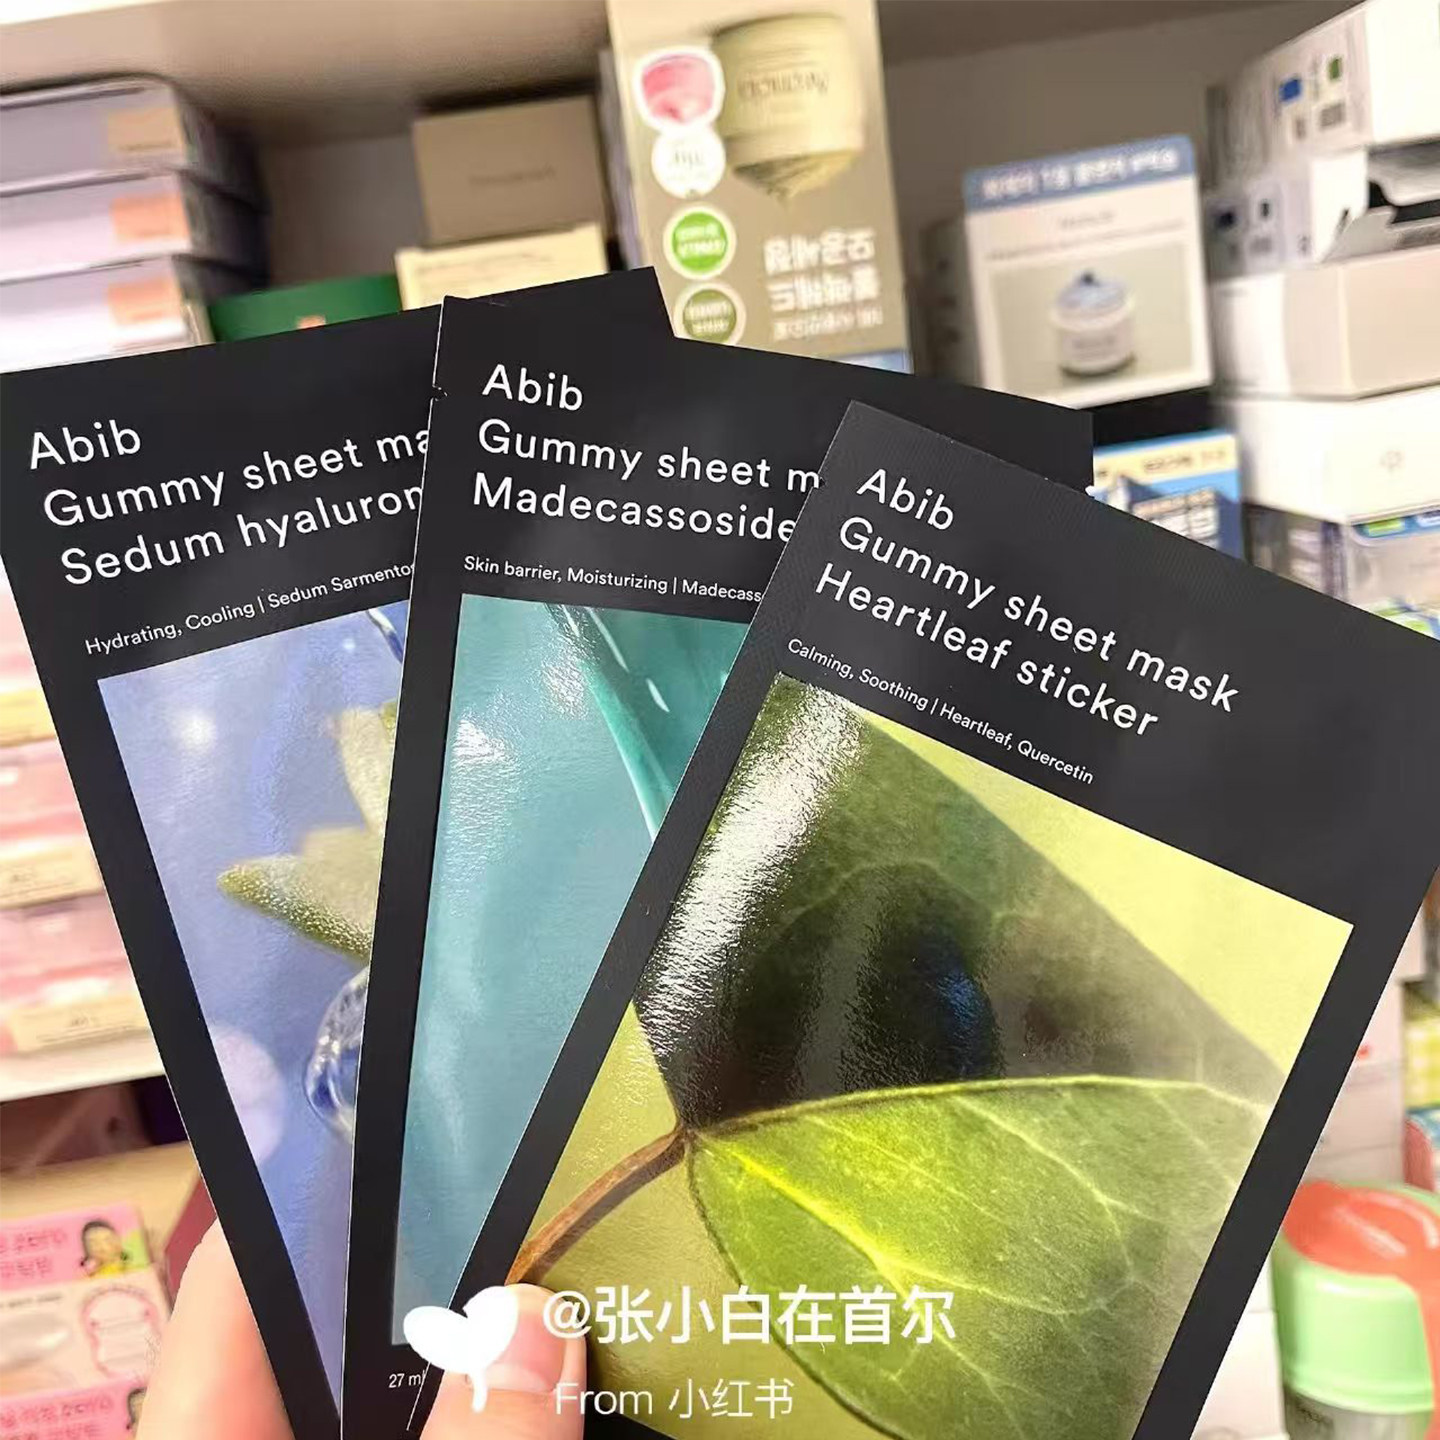 Abib
Gummy sheet ma
Sedum hyaluron
Hydrating, Cooling | Sedum Sarmento
Abib
Gummy sheet m
Madecassoside
Skin barrier, Moisturizing | Madecass
27 ml
Abib
Gummy sheet mask
Heartleaf sticker
Calming, Soothing | Heartleaf, Quercetin
@张小白在首尔
From 小红书